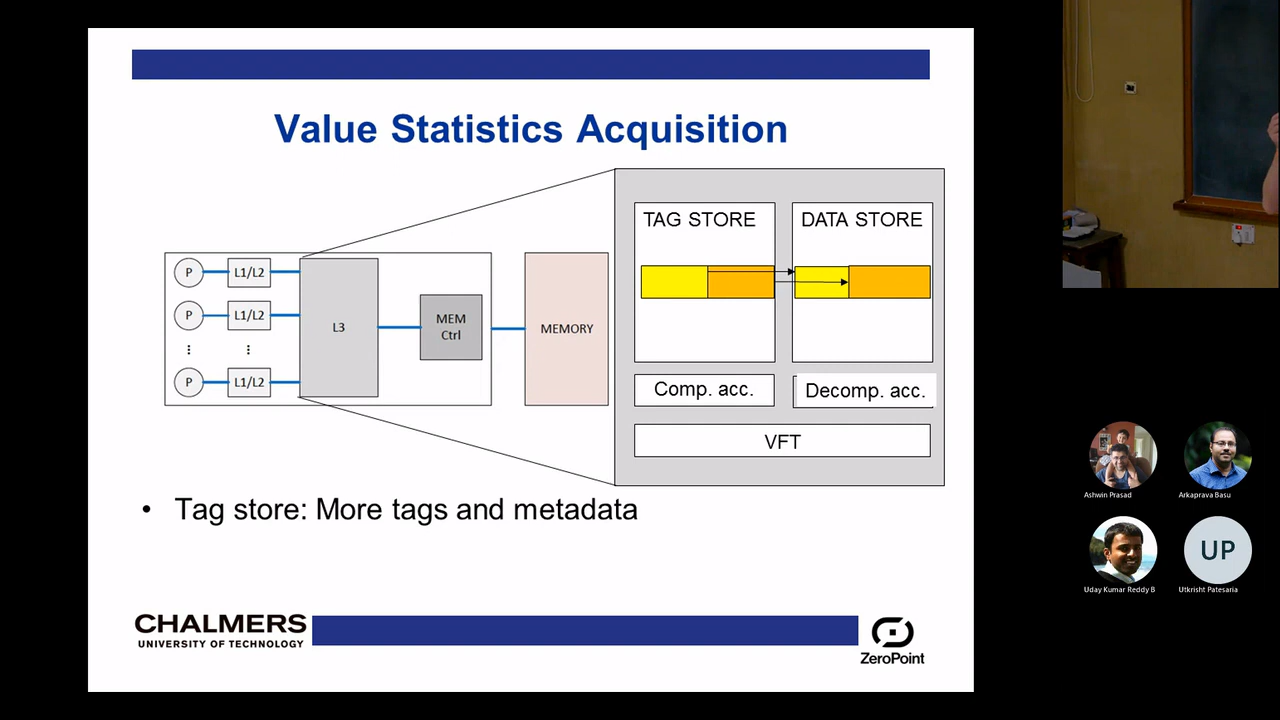 Value Statistics Acquisition
P
L1/L2
P
L1/L2
P
L1/L2
L3
MEM
Ctrl
MEMORY
TAG STORE
DATA STORE
Comp. acc.
Decomp. acc.
VFT
• Tag store: More tags and metadata
CHALMERS
UNIVERSITY OF TECHNOLOGY
ZeroPoint
Ashwin Prasad
Arkaprava Basu
UP
Uday Kumar Reddy B
Utkrisht Patesaria